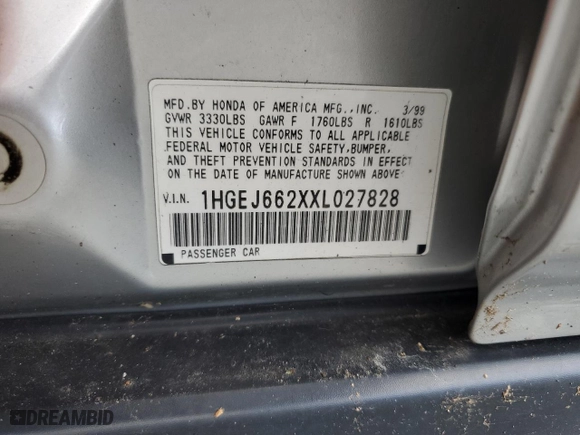 MFD. BY HONDA OF AMERICA MFG., INC. 3/99
GVWR 3330LBS GAWR F 1760LBS R 1610LBS
THIS VEHICLE CONFORMS TO ALL APPLICABLE
FEDERAL MOTOR VEHICLE SAFETY, BUMPER,
AND THEFT PREVENTION STANDARDS IN EFFECT
ON THE DATE OF MANUFACTURE SHOWN ABOVE
V.I.N. 1HGEJ662XXL027828
PASSENGER CAR
DREAMBID